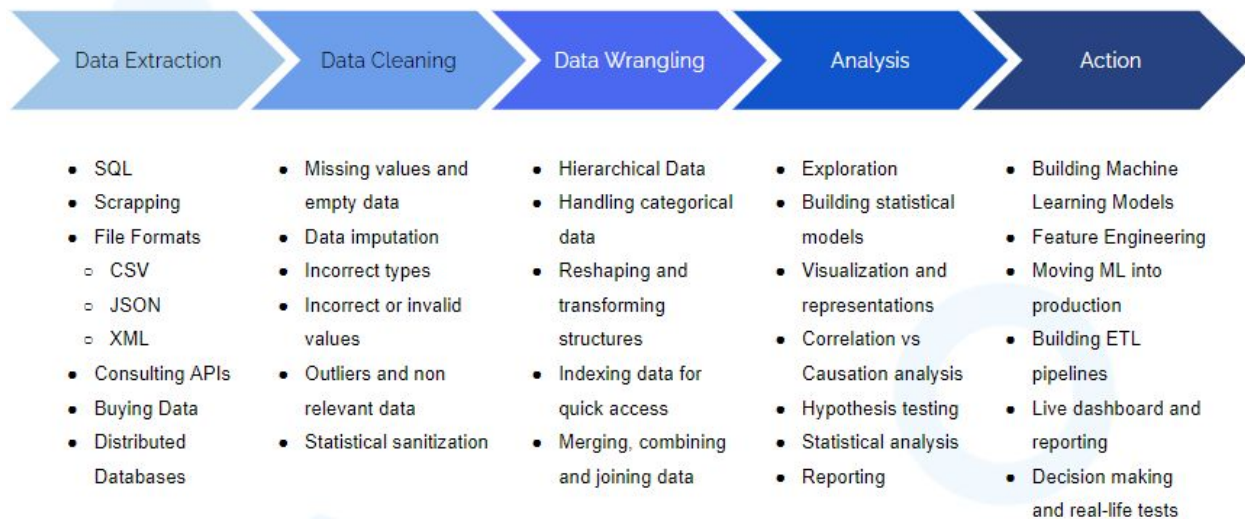 Data Extraction
Data Cleaning
Data Wrangling
Analysis
Action
● SQL
● Scrapping
● File Formats
○ CSV
○ JSON
○ XML
● Consulting APIs
● Buying Data
● Distributed
Databases
● Missing values and
empty data
● Data imputation
● Incorrect types
● Incorrect or invalid
values
● Outliers and non
relevant data
● Statistical sanitization
● Hierarchical Data
● Handling categorical
data
● Reshaping and
transforming
structures
● Indexing data for
quick access
● Merging, combining
and joining data
● Exploration
● Building statistical
models
● Visualization and
representations
● Correlation vs
Causation analysis
● Hypothesis testing
● Statistical analysis
● Reporting
● Building Machine
Learning Models
● Feature Engineering
● Moving ML into
production
● Building ETL
pipelines
● Live dashboard and
reporting
● Decision making
and real-life tests